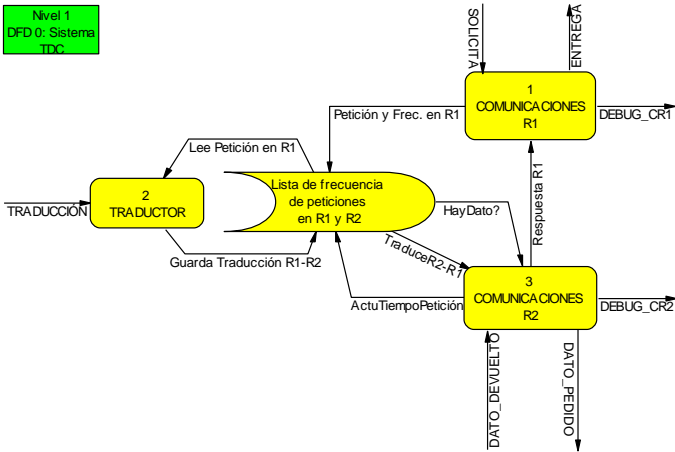 Nivel 1
DFD 0: Sistema
TDC
SOLICITA
ENTREGA
1
COMUNICACIONES
R1
DEBUG_CR1
Petición y Frec. en R1
Lee Petición en R1
2
TRADUCTOR
TRADUCCIÓN
Lista de frecuencia
de peticiones
en R1 y R2
HayDato?
Respuesta R1
TraduceR2-R1
Guarda Traducción R1-R2
ActuTiempoPetición
3
COMUNICACIONES
R2
DEBUG_CR2
DATO_DEVUELTO
DATO_PEDIDO